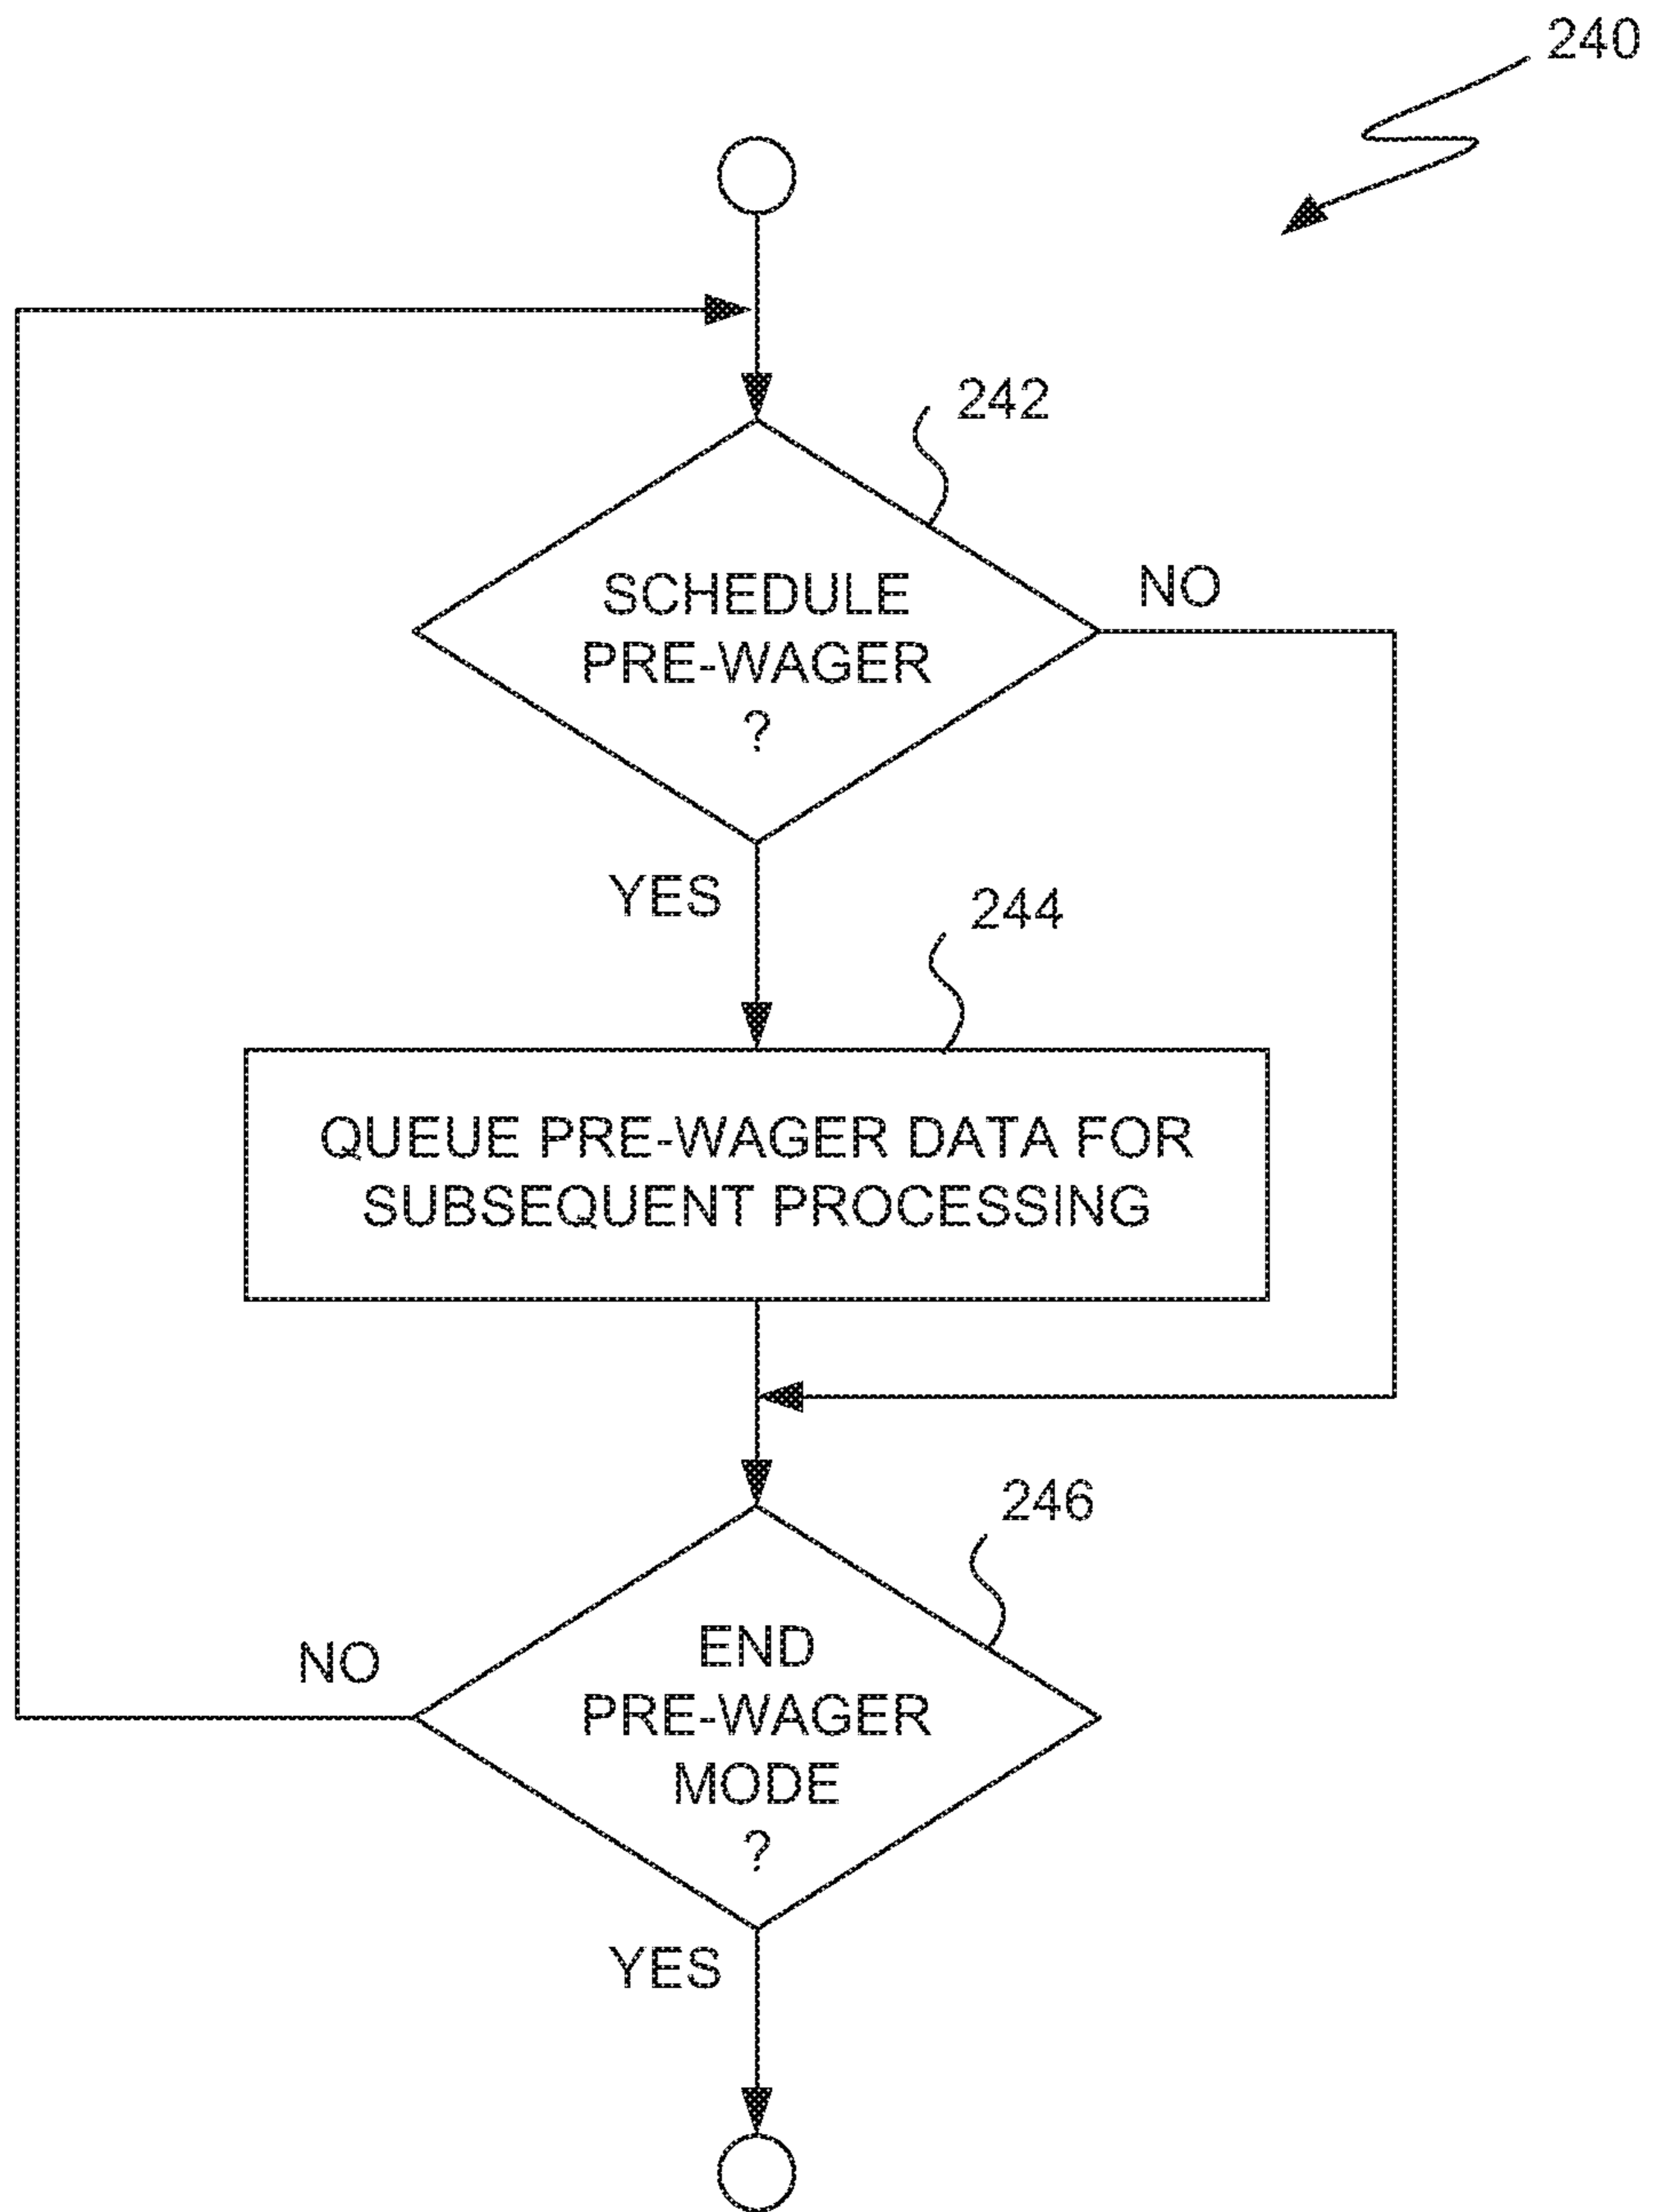 240
242
SCHEDULE
PRE-WAGER
?
NO
YES
244
QUEUE PRE-WAGER DATA FOR
SUBSEQUENT PROCESSING
246
END
PRE-WAGER
MODE
?
NO
YES